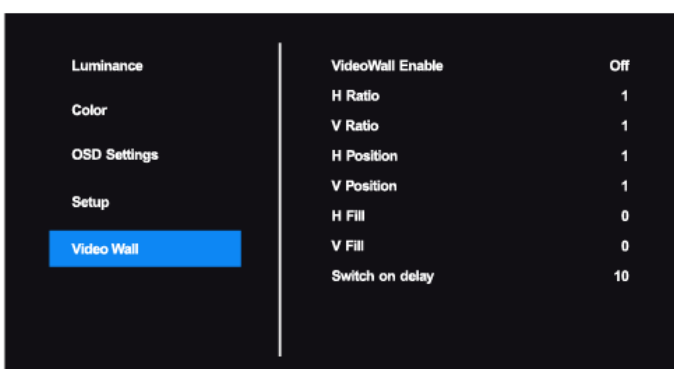 Luminance
Color
OSD Settings
Setup
Video Wall
VideoWall Enable Off
H Ratio 1
V Ratio 1
H Position 1
V Position 1
H Fill 0
V Fill 0
Switch on delay 10